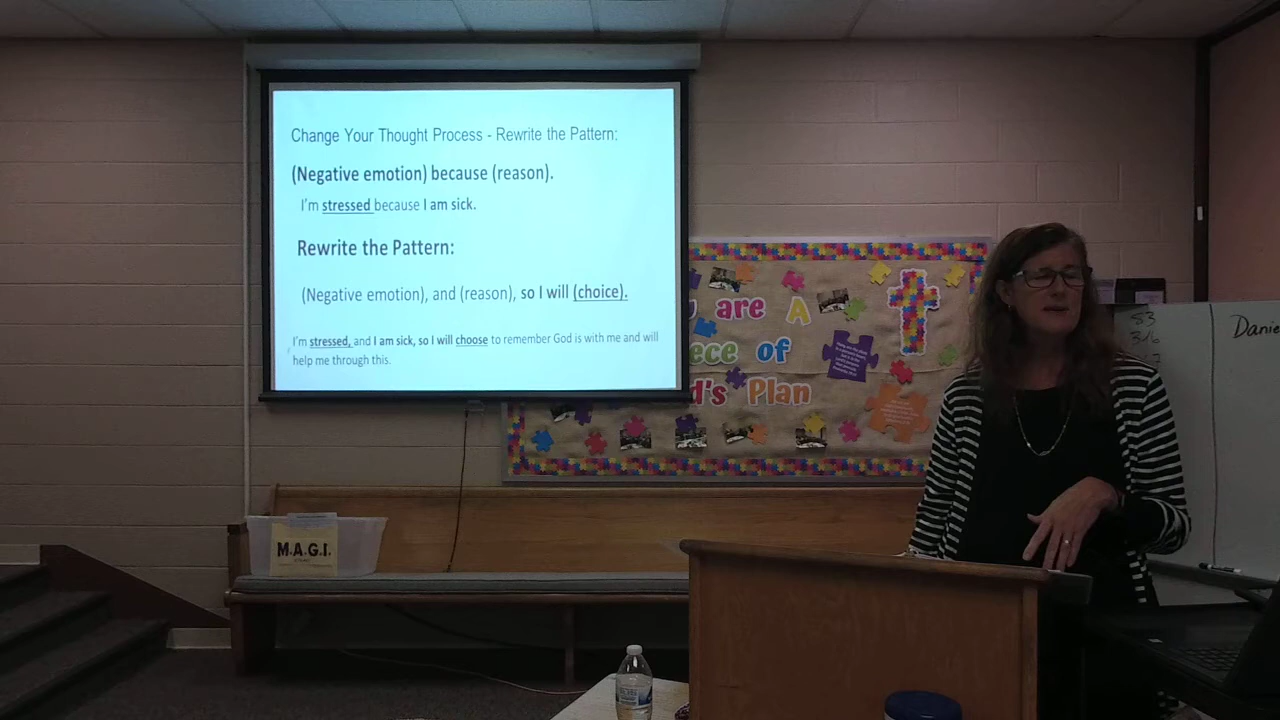 Change Your Thought Process - Rewrite the Pattern:
(Negative emotion) because (reason).
I'm stressed because I am sick.
Rewrite the Pattern:
(Negative emotion), and (reason), so I will (choice).
I'm stressed, and I am sick, so I will choose to remember God is with me and will
help me through this.
are A
ece of
d's Plan
53
316
Danie
M.A.G.I.